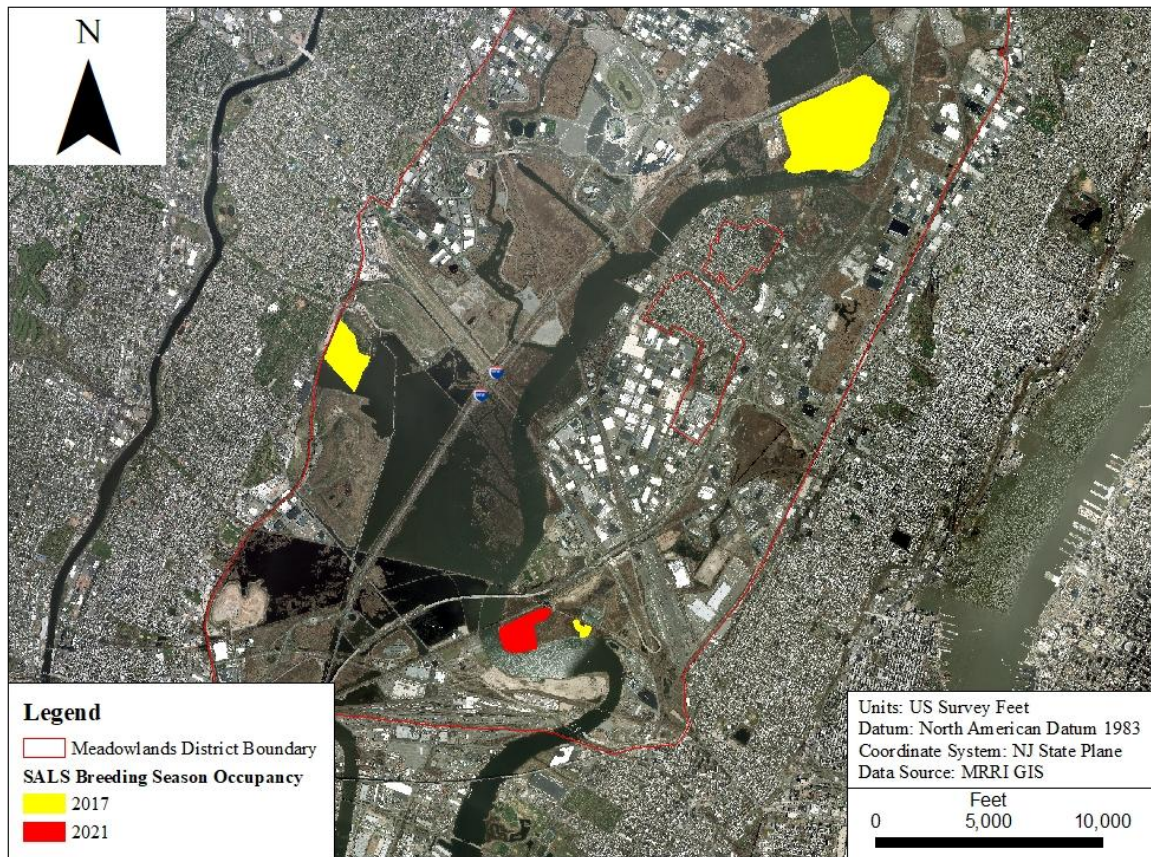 N
Legend
Meadowlands District Boundary
SALS Breeding Season Occupancy
2017
2021
Units: US Survey Feet
Datum: North American Datum 1983
Coordinate System: NJ State Plane
Data Source: MRRI GIS
Feet
0 5,000 10,000